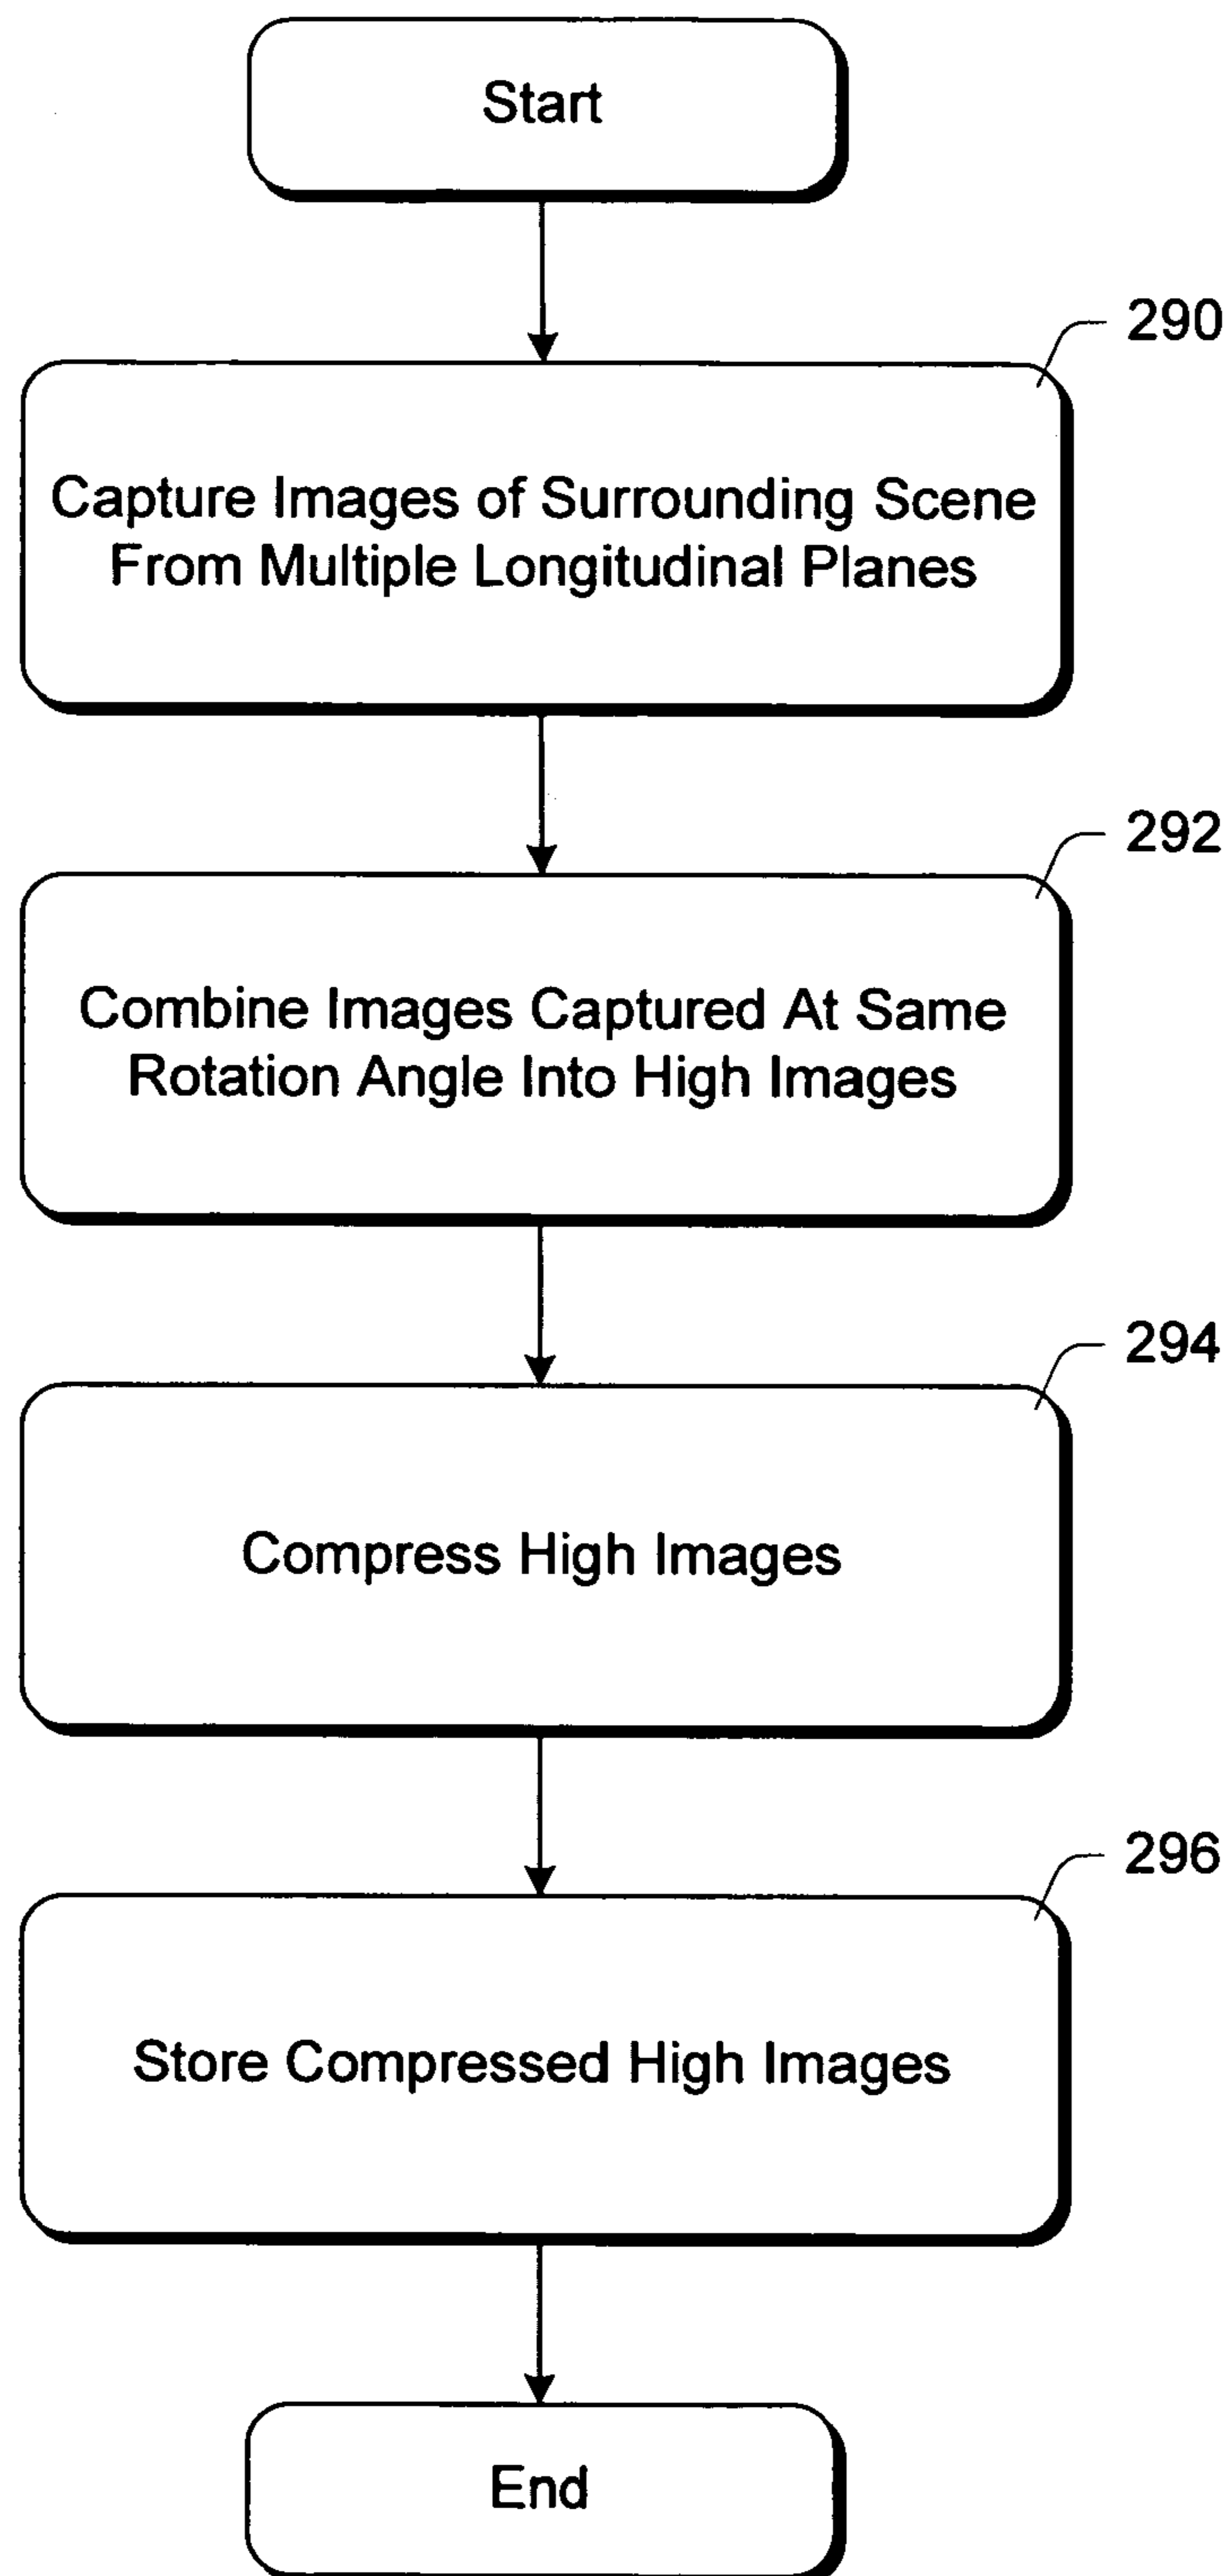 Start
290
Capture Images of Surrounding Scene
From Multiple Longitudinal Planes
292
Combine Images Captured At Same
Rotation Angle Into High Images
294
Compress High Images
296
Store Compressed High Images
End